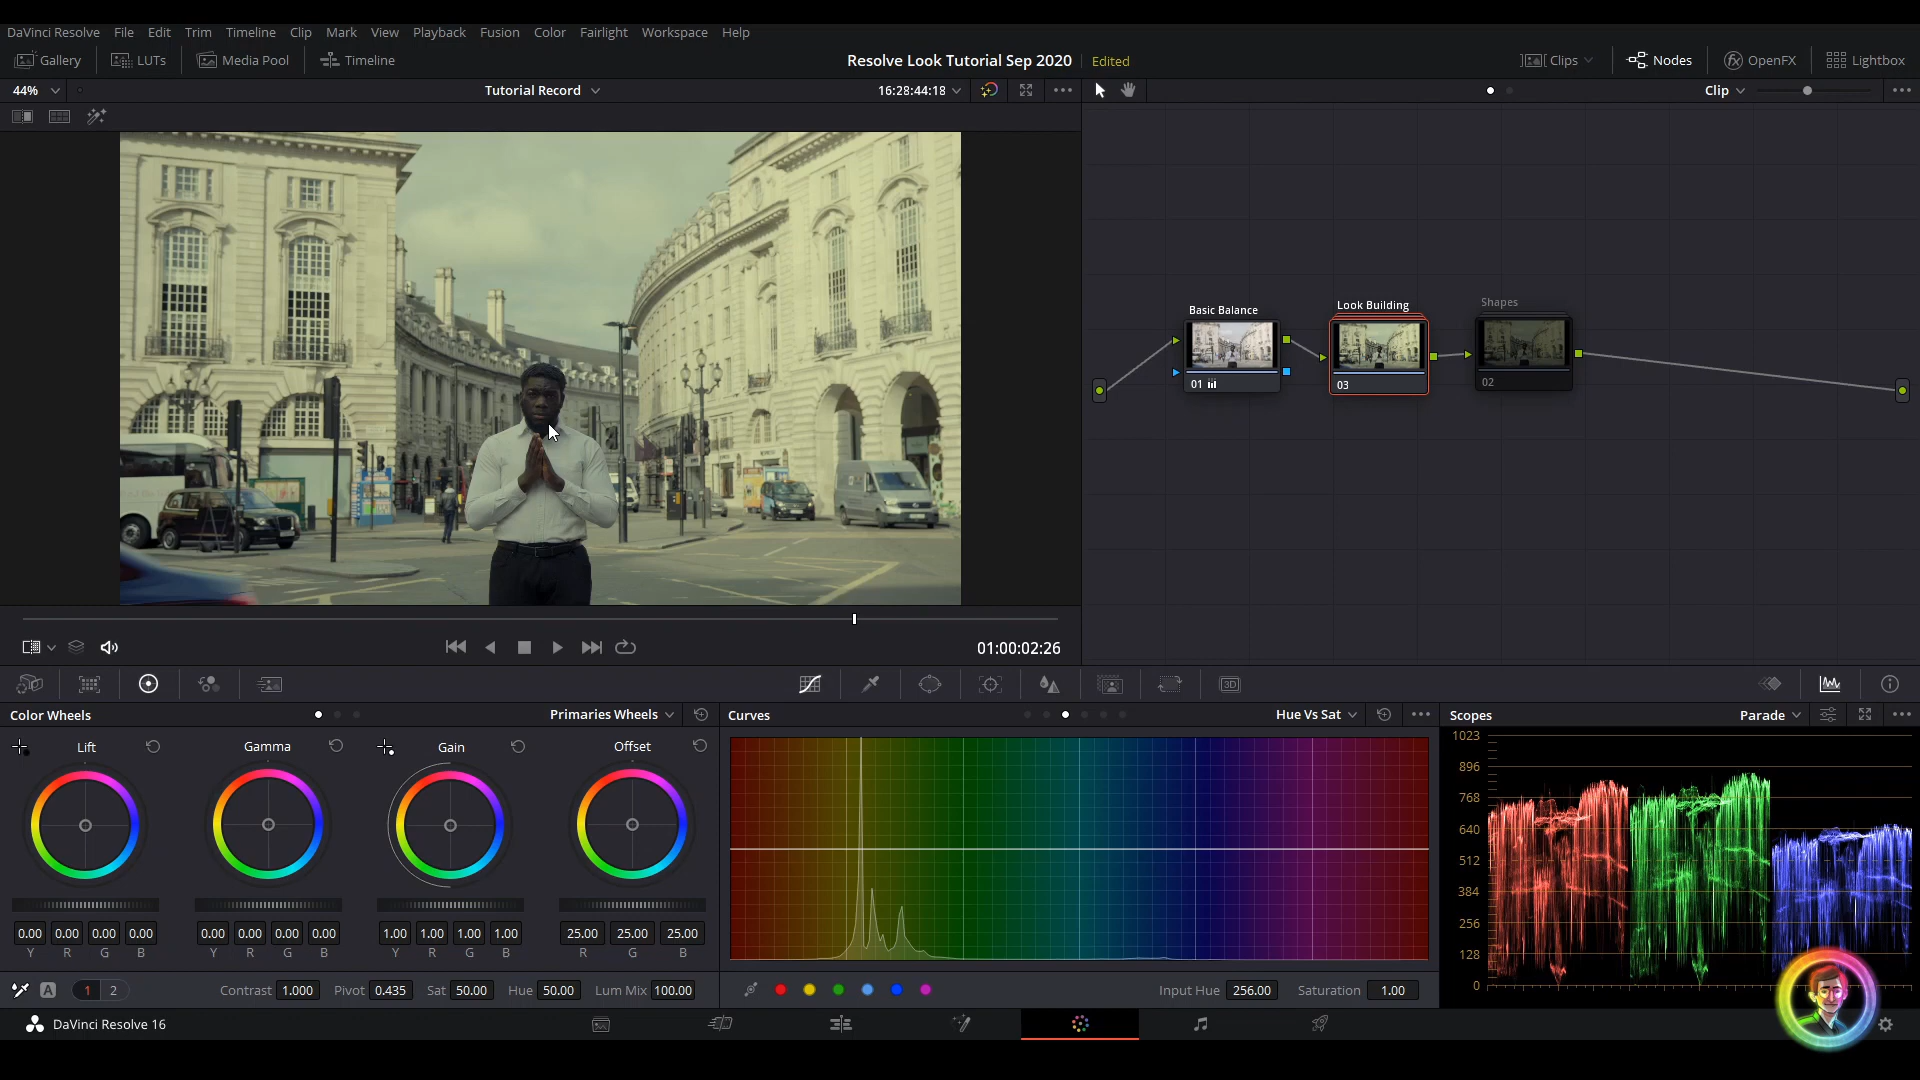 DaVinci Resolve File Edit Trim Timeline Clip Mark View Playback Fusion Color Fairlight Workspace Help
Gallery LUTs Media Pool Timeline Resolve Look Tutorial Sep 2020 Edited Clips Nodes OpenFX Lightbox
44% Tutorial Record 16:28:44:18 Clip
Basic Balance Look Building Shapes
01 03 02
01:00:02:26
3D
Color Wheels Primaries Wheels Curves Hue Vs Sat Scopes Parade
Lift Gamma Gain Offset
1023
896
768
640
512
384
256
128
0
0.00 0.00 0.00 0.00 0.00 0.00 0.00 0.00 1.00 1.00 1.00 1.00 25.00 25.00 25.00
Y R G B Y R G B Y R G B R G B
A 1 2 Contrast 1.000 Pivot 0.435 Sat 50.00 Hue 50.00 Lum Mix 100.00 Input Hue 256.00 Saturation 1.00
DaVinci Resolve 16